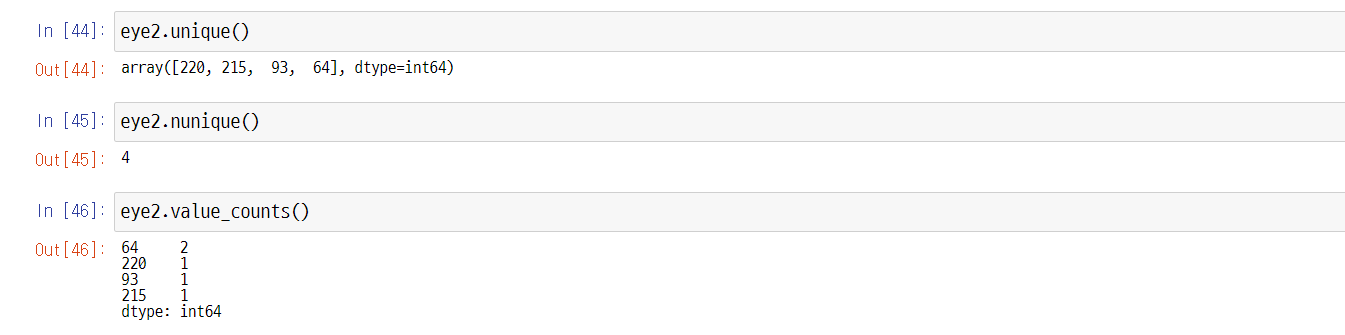 In [44]: eye2.unique()
Out[44]: array([220, 215,  93,  64], dtype=int64)
In [45]: eye2.nunique()
Out[45]: 4
In [46]: eye2.value_counts()
Out[46]: 64     2
220    1
93     1
215    1
dtype: int64